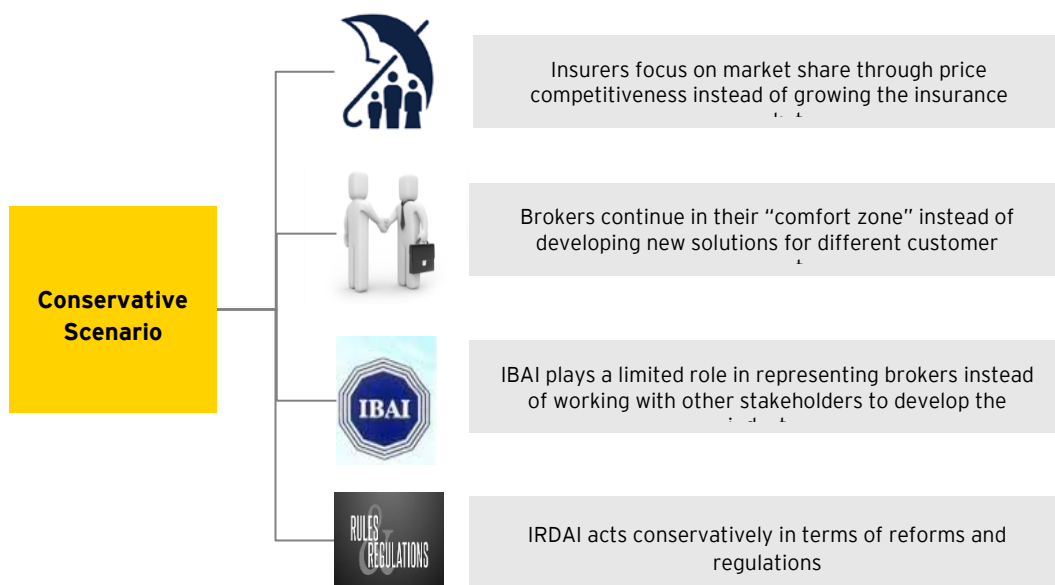 Insurers focus on market share through price
competitiveness instead of growing the insurance
Brokers continue in their “comfort zone” instead of
developing new solutions for different customer
Conservative
Scenario
IBAI
IBAI plays a limited role in representing brokers instead
of working with other stakeholders to develop the
RULES
&
REGULATIONS
IRDAI acts conservatively in terms of reforms and
regulations